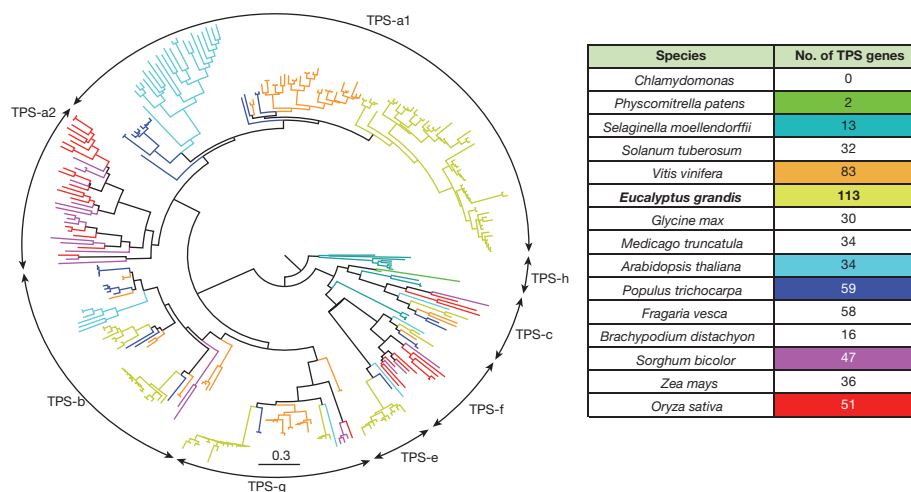 TPS-a1
TPS-a2
TPS-h
TPS-c
TPS-f
TPS-e
TPS-g
TPS-b
0.3
Species No. of TPS genes
Chlamydomonas 0
Physcomitrella patens 2
Selaginella moellendorffii 13
Solanum tuberosum 32
Vitis vinifera 83
Eucalyptus grandis 113
Glycine max 30
Medicago truncatula 34
Arabidopsis thaliana 34
Populus trichocarpa 59
Fragaria vesca 58
Brachypodium distachyon 16
Sorghum bicolor 47
Zea mays 36
Oryza sativa 51